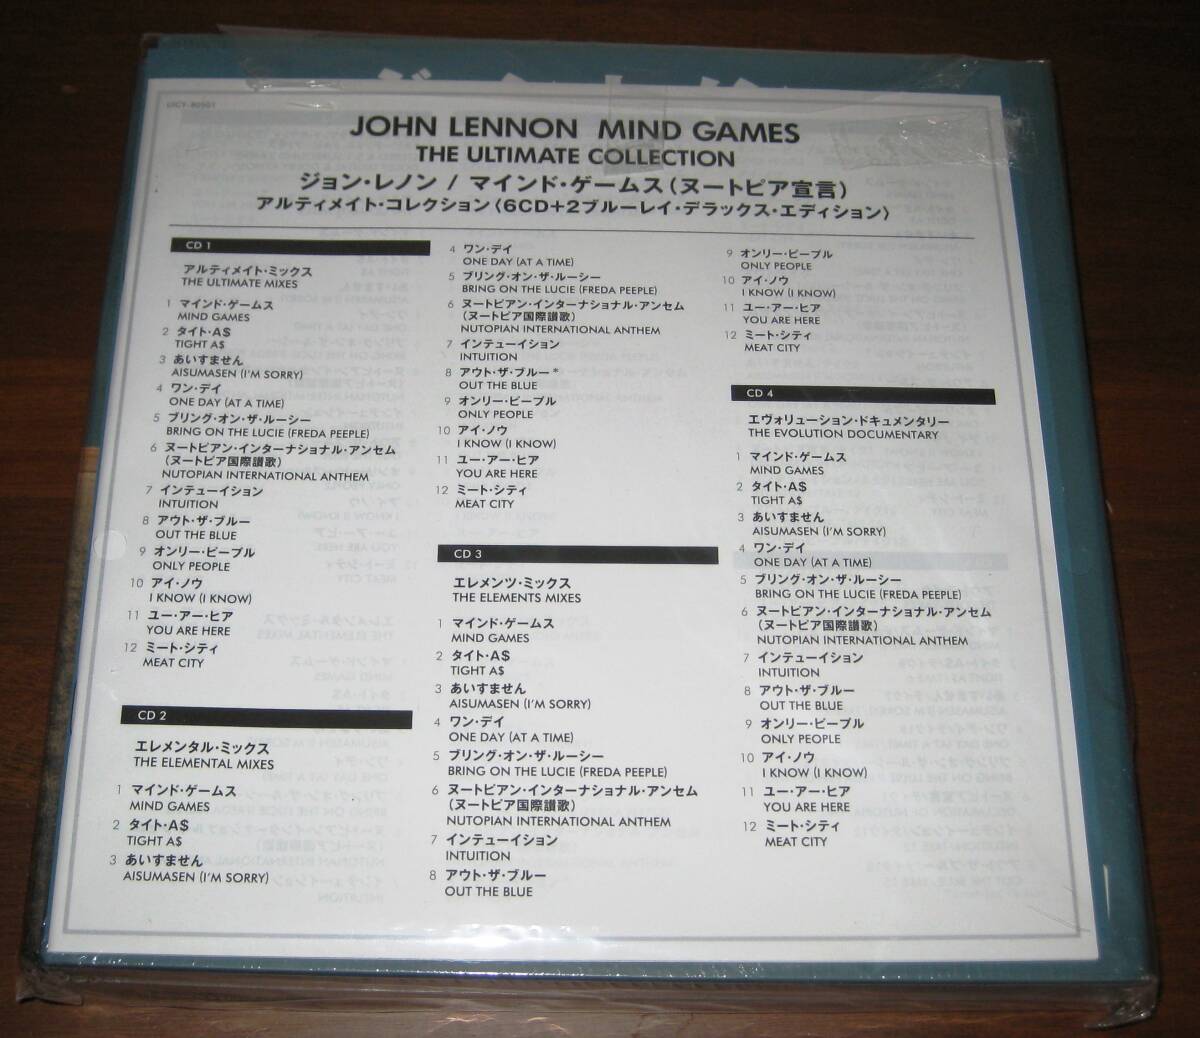 UICY-80501
JOHN LENNON MIND GAMES
THE ULTIMATE COLLECTION
ジョン・レノン / マインド・ゲームス(ヌートピア宣言)
アルティメイト・コレクション〈6CD+2ブルーレイ・デラックス・エディション〉
CD 1
アルティメイト・ミックス
THE ULTIMATE MIXES
1 マインド・ゲームス
MIND GAMES
2 タイト・A$
TIGHT A$
3 あいすません
AISUMASEN (I'M SORRY)
4 ワン・デイ
ONE DAY (AT A TIME)
5 ブリング・オン・ザ・ルーシー
BRING ON THE LUCIE (FREDA PEEPLE)
6 ヌートピアン・インターナショナル・アンセム
(ヌートピア国際讃歌)
NUTOPIAN INTERNATIONAL ANTHEM
7 インテューイション
INTUITION
8 アウト・ザ・ブルー
OUT THE BLUE
9 オンリー・ピープル
ONLY PEOPLE
10 アイ・ノウ
I KNOW (I KNOW)
11 ユー・アー・ヒア
YOU ARE HERE
12 ミート・シティ
MEAT CITY
CD 2
エレメンタル・ミックス
THE ELEMENTAL MIXES
1 マインド・ゲームス
MIND GAMES
2 タイト・A$
TIGHT A$
3 あいすません
AISUMASEN (I'M SORRY)
4 ワン・デイ
ONE DAY (AT A TIME)
5 ブリング・オン・ザ・ルーシー
BRING ON THE LUCIE (FREDA PEEPLE)
6 ヌートピアン・インターナショナル・アンセム
(ヌートピア国際讃歌)
NUTOPIAN INTERNATIONAL ANTHEM
7 インテューイション
INTUITION
8 アウト・ザ・ブルー*
OUT THE BLUE
9 オンリー・ピープル
ONLY PEOPLE
10 アイ・ノウ
I KNOW (I KNOW)
11 ユー・アー・ヒア
YOU ARE HERE
12 ミート・シティ
MEAT CITY
CD 3
エレメンツ・ミックス
THE ELEMENTS MIXES
1 マインド・ゲームス
MIND GAMES
2 タイト・A$
TIGHT A$
3 あいすません
AISUMASEN (I'M SORRY)
4 ワン・デイ
ONE DAY (AT A TIME)
5 ブリング・オン・ザ・ルーシー
BRING ON THE LUCIE (FREDA PEEPLE)
6 ヌートピアン・インターナショナル・アンセム
(ヌートピア国際讃歌)
NUTOPIAN INTERNATIONAL ANTHEM
7 インテューイション
INTUITION
8 アウト・ザ・ブルー
OUT THE BLUE
9 オンリー・ピープル
ONLY PEOPLE
10 アイ・ノウ
I KNOW (I KNOW)
11 ユー・アー・ヒア
YOU ARE HERE
12 ミート・シティ
MEAT CITY
CD 4
エヴォリューション・ドキュメンタリー
THE EVOLUTION DOCUMENTARY
1 マインド・ゲームス
MIND GAMES
2 タイト・A$
TIGHT A$
3 あいすません
AISUMASEN (I'M SORRY)
4 ワン・デイ
ONE DAY (AT A TIME)
5 ブリング・オン・ザ・ルーシー
BRING ON THE LUCIE (FREDA PEEPLE)
6 ヌートピアン・インターナショナル・アンセム
(ヌートピア国際讃歌)
NUTOPIAN INTERNATIONAL ANTHEM
7 インテューイション
INTUITION
8 アウト・ザ・ブルー
OUT THE BLUE
9 オンリー・ピープル
ONLY PEOPLE
10 アイ・ノウ
I KNOW (I KNOW)
11 ユー・アー・ヒア
YOU ARE HERE
12 ミート・シティ
MEAT CITY